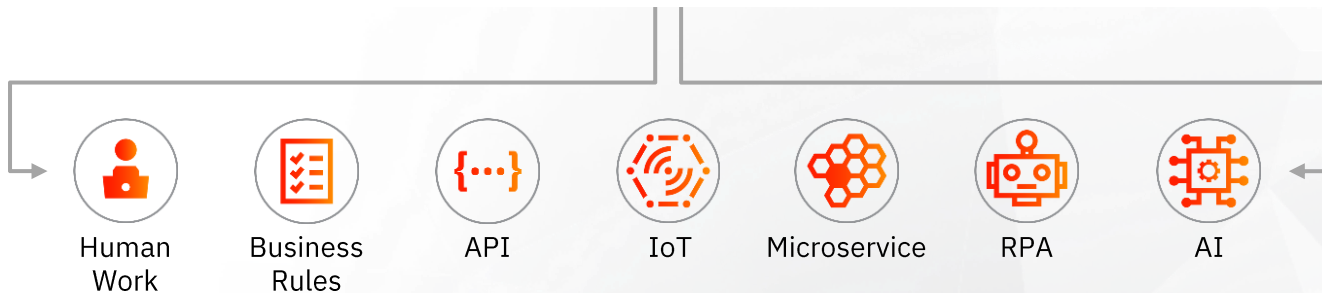 Human
Work
Business
Rules
API
IoT
Microservice
RPA
AI